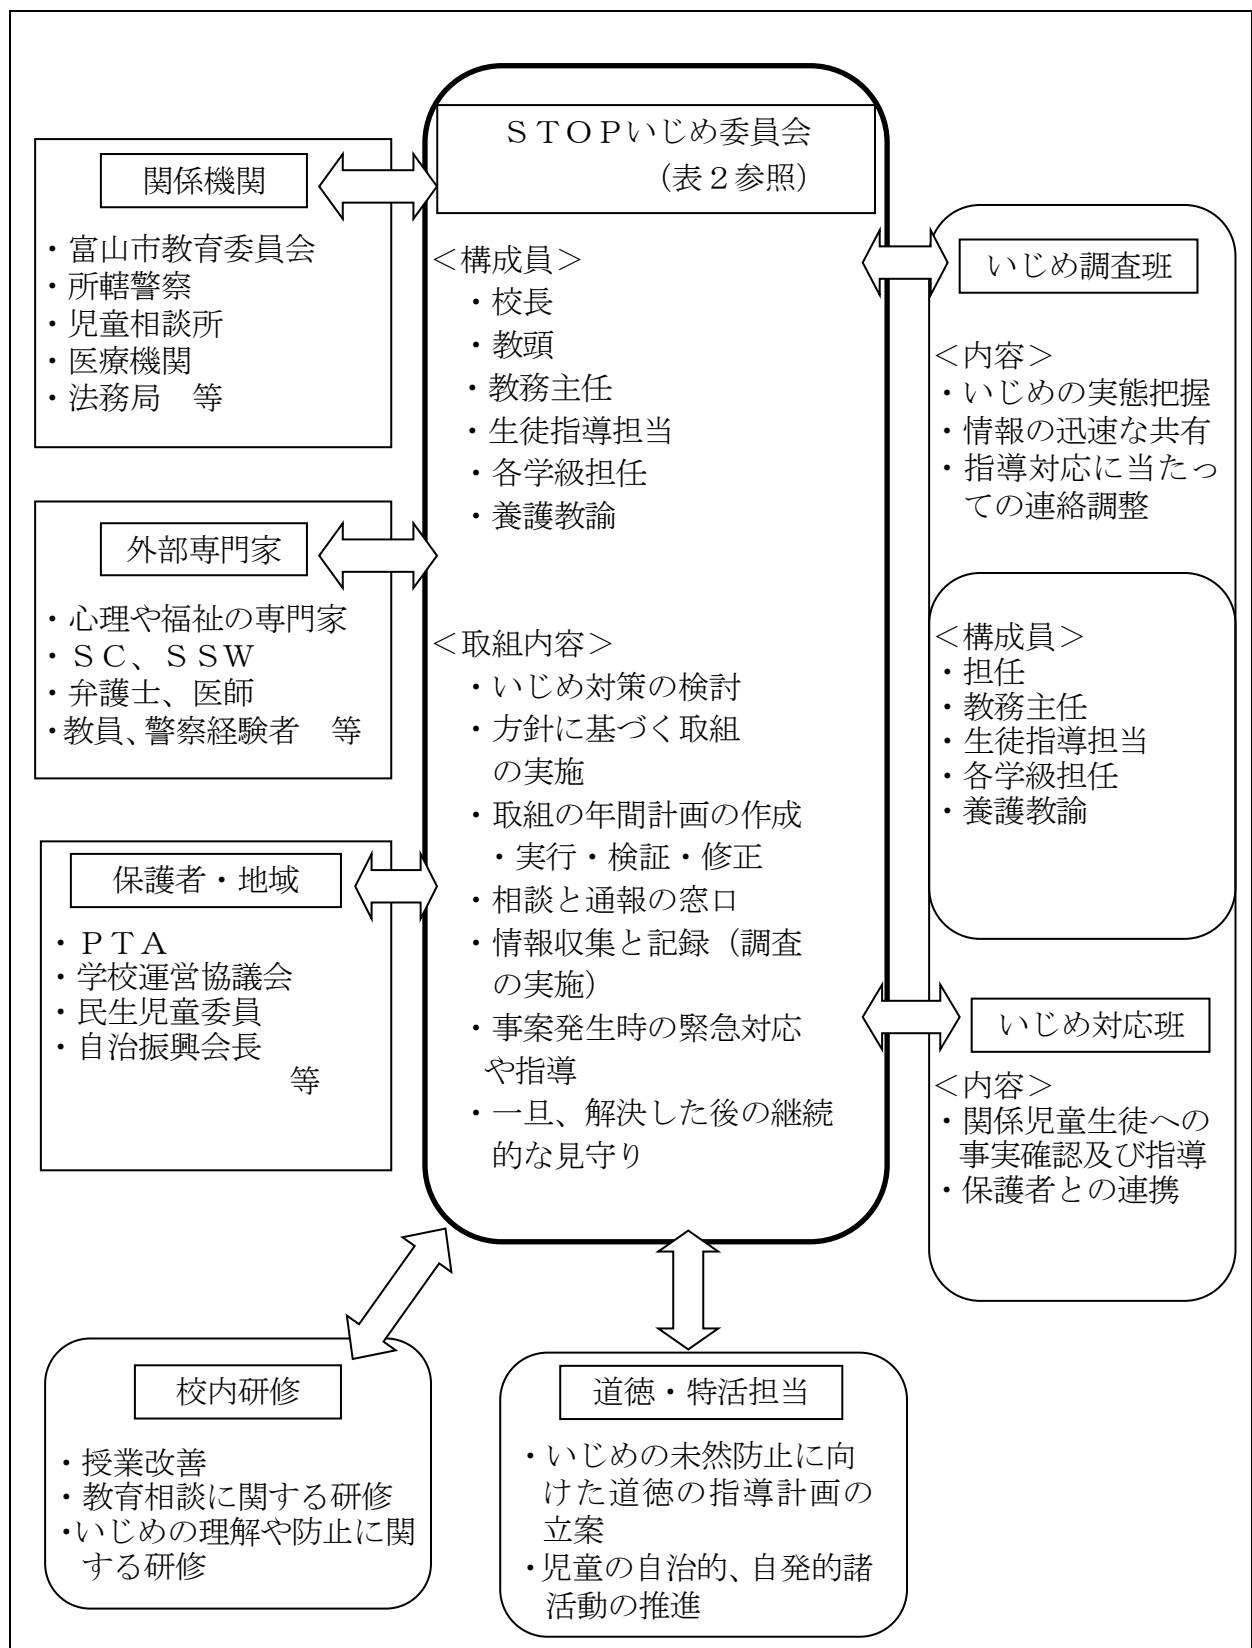 ＳＴＯＰいじめ委員会
（表２参照）
＜構成員＞
・校長
・教頭
・教務主任
・生徒指導担当
・各学級担任
・養護教諭
＜取組内容＞
・いじめ対策の検討
・方針に基づく取組
の実施
・取組の年間計画の作成
・実行・検証・修正
・相談と通報の窓口
・情報収集と記録（調査
の実施）
・事案発生時の緊急対応
や指導
・一旦、解決した後の継続
的な見守り
関係機関
・富山市教育委員会
・所轄警察
・児童相談所
・医療機関
・法務局　等
外部専門家
・心理や福祉の専門家
・ＳＣ、ＳＳＷ
・弁護士、医師
・教員、警察経験者　等
保護者・地域
・ＰＴＡ
・学校運営協議会
・民生児童委員
・自治振興会長
等
いじめ調査班
＜内容＞
・いじめの実態把握
・情報の迅速な共有
・指導対応に当たっ
ての連絡調整
＜構成員＞
・担任
・教務主任
・生徒指導担当
・各学級担任
・養護教諭
いじめ対応班
＜内容＞
・関係児童生徒への
事実確認及び指導
・保護者との連携
校内研修
・授業改善
・教育相談に関する研修
・いじめの理解や防止に関
する研修
道徳・特活担当
・いじめの未然防止に向
けた道徳の指導計画の
立案
・児童の自治的、自発的諸
活動の推進